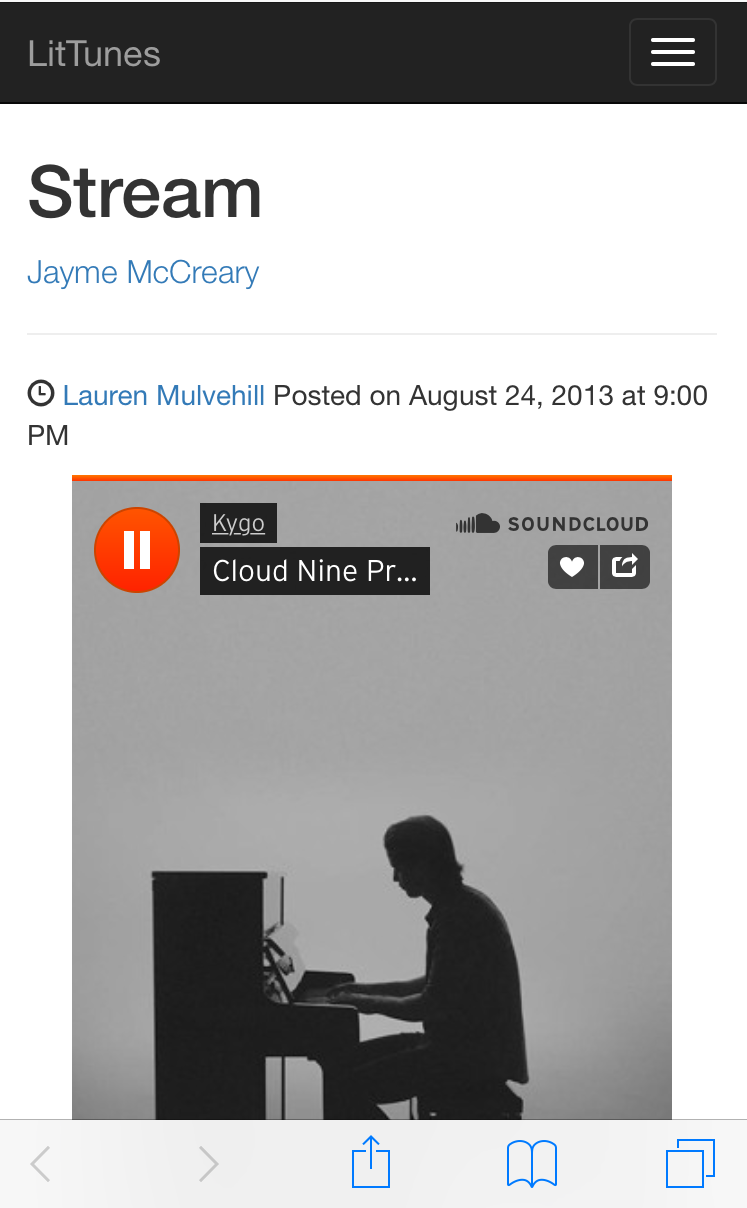 LitTunes
Stream
Jayme McCreary
Lauren Mulvehill Posted on August 24, 2013 at 9:00
PM
Kygo
SOUNDCLOUD
Cloud Nine Pr...